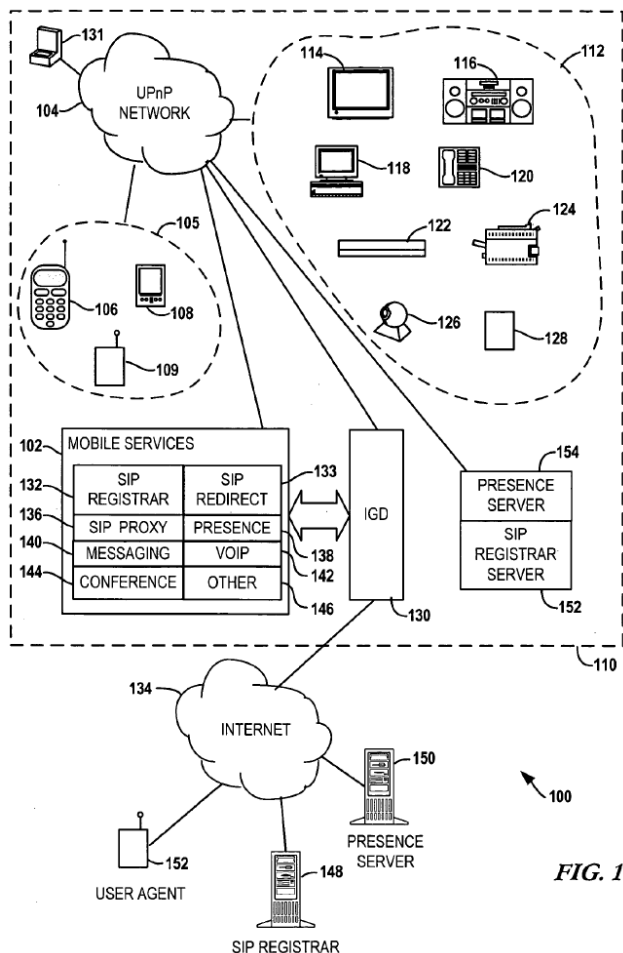 131
104
UPnP
NETWORK
112
114
116
118
120
122
124
126
128
105
106
108
109
102
MOBILE SERVICES
132
SIP
REGISTRAR
SIP
REDIRECT
133
136
SIP PROXY
PRESENCE
138
140
MESSAGING
VOIP
142
144
CONFERENCE
OTHER
146
IGD
130
154
PRESENCE
SERVER
SIP
REGISTRAR
SERVER
152
110
134
INTERNET
150
PRESENCE
SERVER
100
152
USER AGENT
148
SIP REGISTRAR
FIG. 1